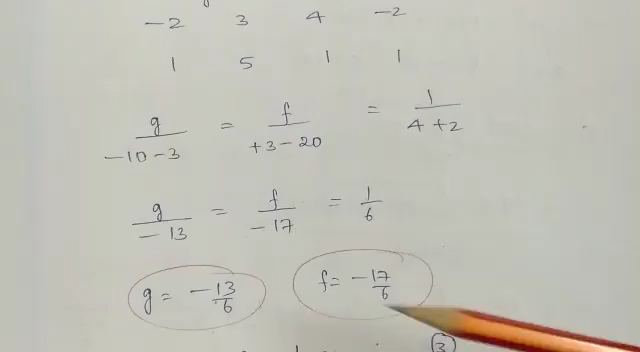 -2 3 4 -2
1 5 1 1
g/-10-3 = f/+3-20 = 1/4+2
g/-13 = f/-17 = 1/6
g = -13/6 f = -17/6
3